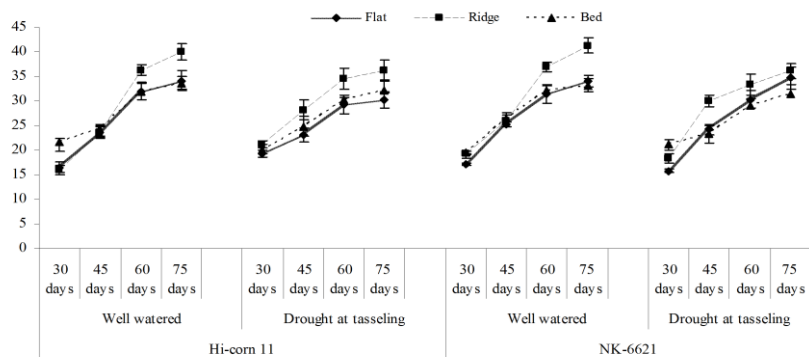 Flat Ridge Bed
45
40
35
30
25
20
15
10
5
0
30 45 60 75 30 45 60 75 30 45 60 75 30 45 60 75
days days days days days days days days days days days days days days days days
Well watered Drought at tasseling Well watered Drought at tasseling
Hi-corn 11 NK-6621